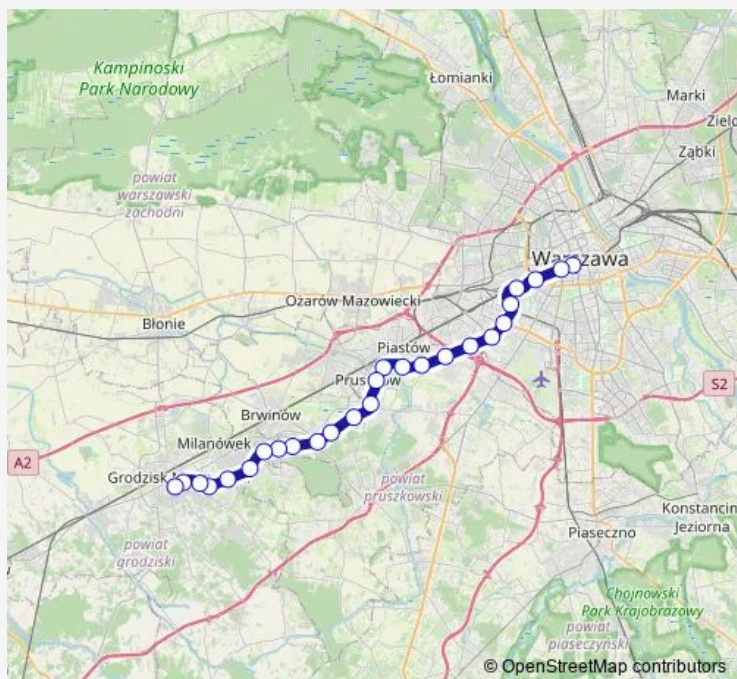 Kampinoski
Park Narodowy
Łomianki
Marki
Ząbki
powiat
warszawski
zachodni
Warszawa
Ożarów Mazowiecki
Błonie
Piastów
S2
Brwinów
Milanówek
A2
powiat
pruszkowski
Konstancin
Jeziorna
Piaseczno
powiat
grodziski
Chojnowski
Park Krajobrazowy
powiat
piaseczyński
© OpenStreetMap contributors